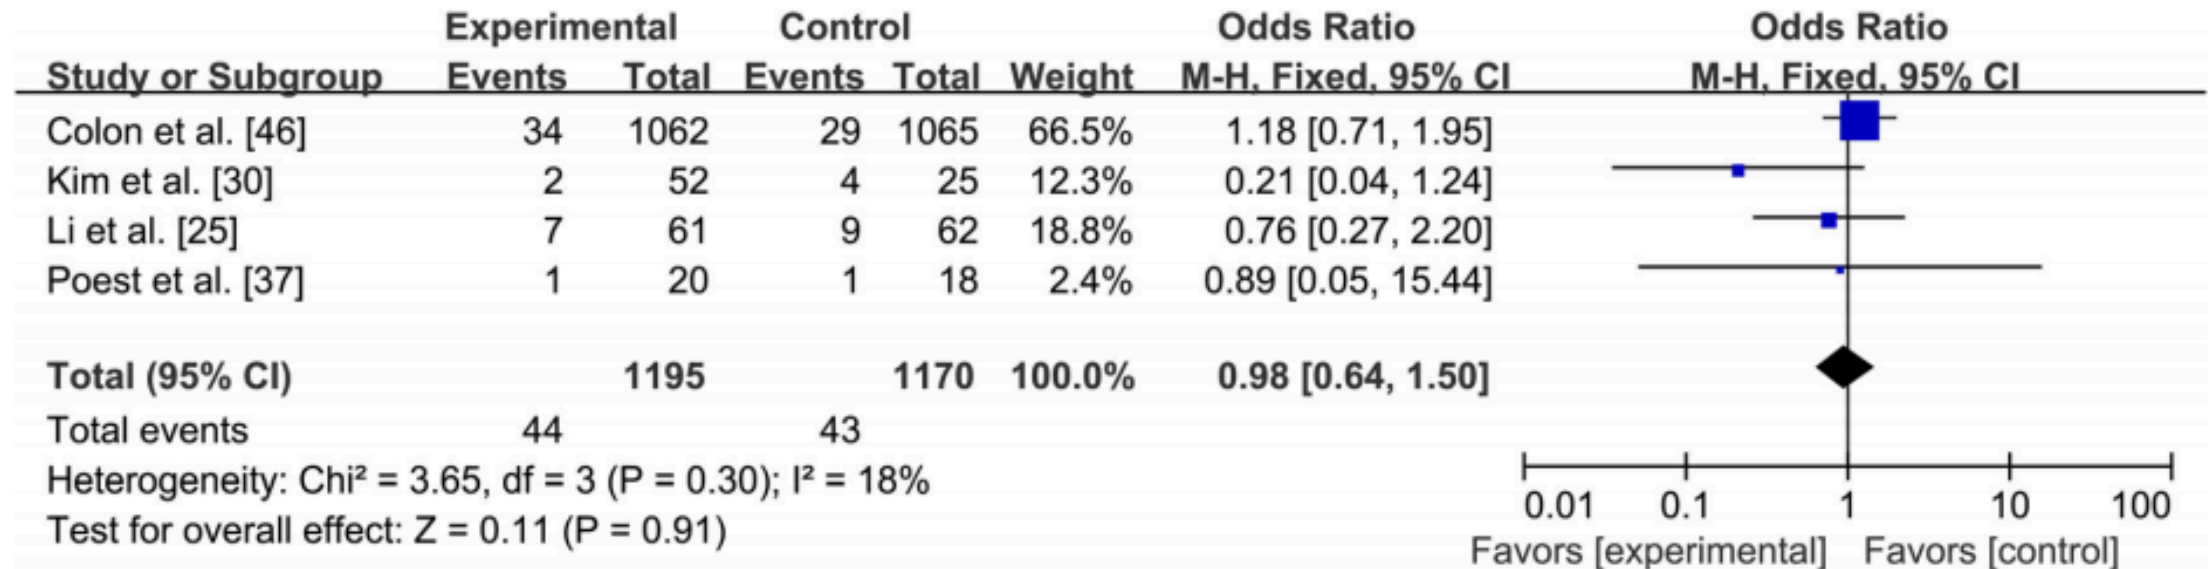 Experimental Control Odds Ratio Odds Ratio
Study or Subgroup Events Total Events Total Weight M-H, Fixed, 95% CI M-H, Fixed, 95% CI
Colon et al. [46] 34 1062 29 1065 66.5% 1.18 [0.71, 1.95]
Kim et al. [30] 2 52 4 25 12.3% 0.21 [0.04, 1.24]
Li et al. [25] 7 61 9 62 18.8% 0.76 [0.27, 2.20]
Poest et al. [37] 1 20 1 18 2.4% 0.89 [0.05, 15.44]
Total (95% CI) 1195 1170 100.0% 0.98 [0.64, 1.50]
Total events 44 43
Heterogeneity: Chi² = 3.65, df = 3 (P = 0.30); I² = 18%
Test for overall effect: Z = 0.11 (P = 0.91)
0.01 0.1 1 10 100
Favors [experimental] Favors [control]